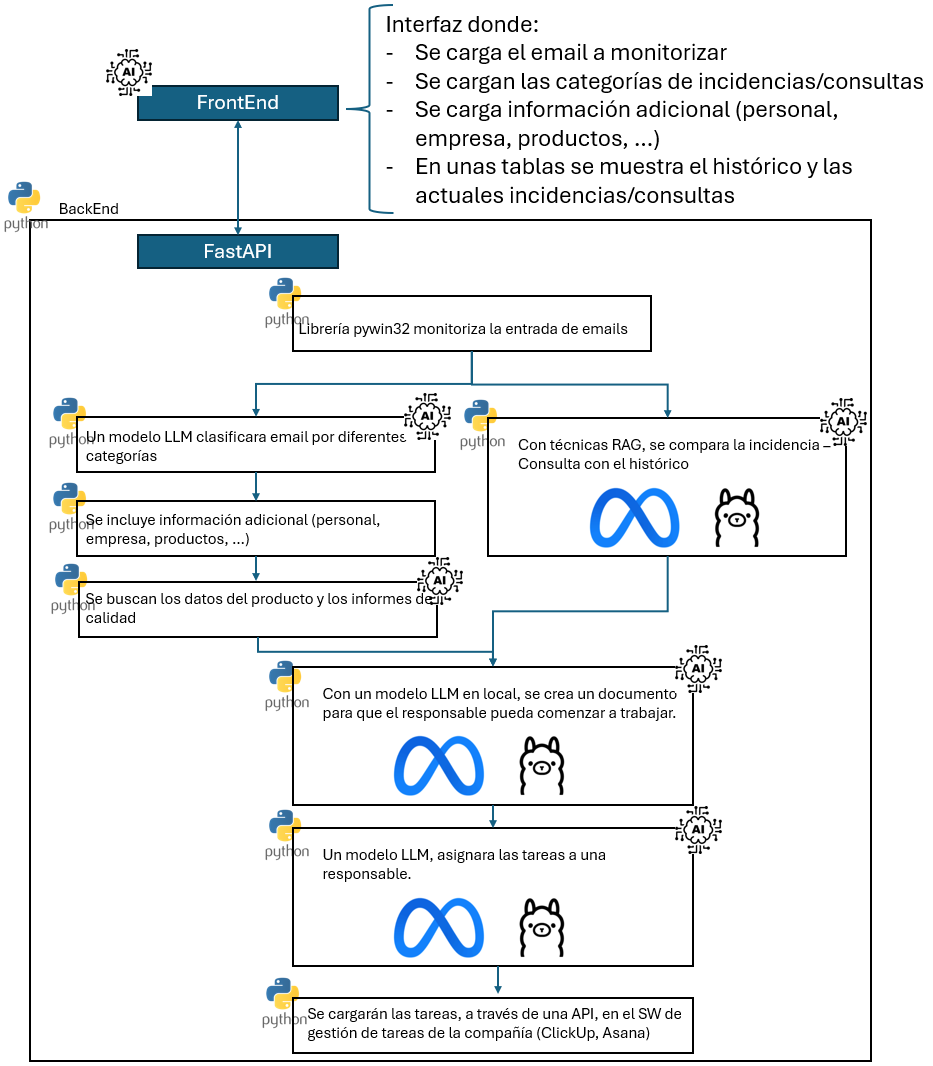 Interfaz donde:
- Se carga el email a monitorizar
- Se cargan las categorías de incidencias/consultas
- Se carga información adicional (personal,
empresa, productos, ...)
- En unas tablas se muestra el histórico y las
actuales incidencias/consultas
AI
FrontEnd
python
BackEnd
FastAPI
python
Librería pywin32 monitoriza la entrada de emails
python
AI
Un modelo LLM clasificara email por diferentes
categorías
python
AI
Con técnicas RAG, se compara la incidencia –
Consulta con el histórico
python
Se incluye información adicional (personal,
empresa, productos, ...)
python
AI
Se buscan los datos del producto y los informes de
calidad
python
AI
Con un modelo LLM en local, se crea un documento
para que el responsable pueda comenzar a trabajar.
python
AI
Un modelo LLM, asignara las tareas a una
responsable.
python
Se cargarán las tareas, a través de una API, en el SW de
gestión de tareas de la compañía (ClickUp, Asana)